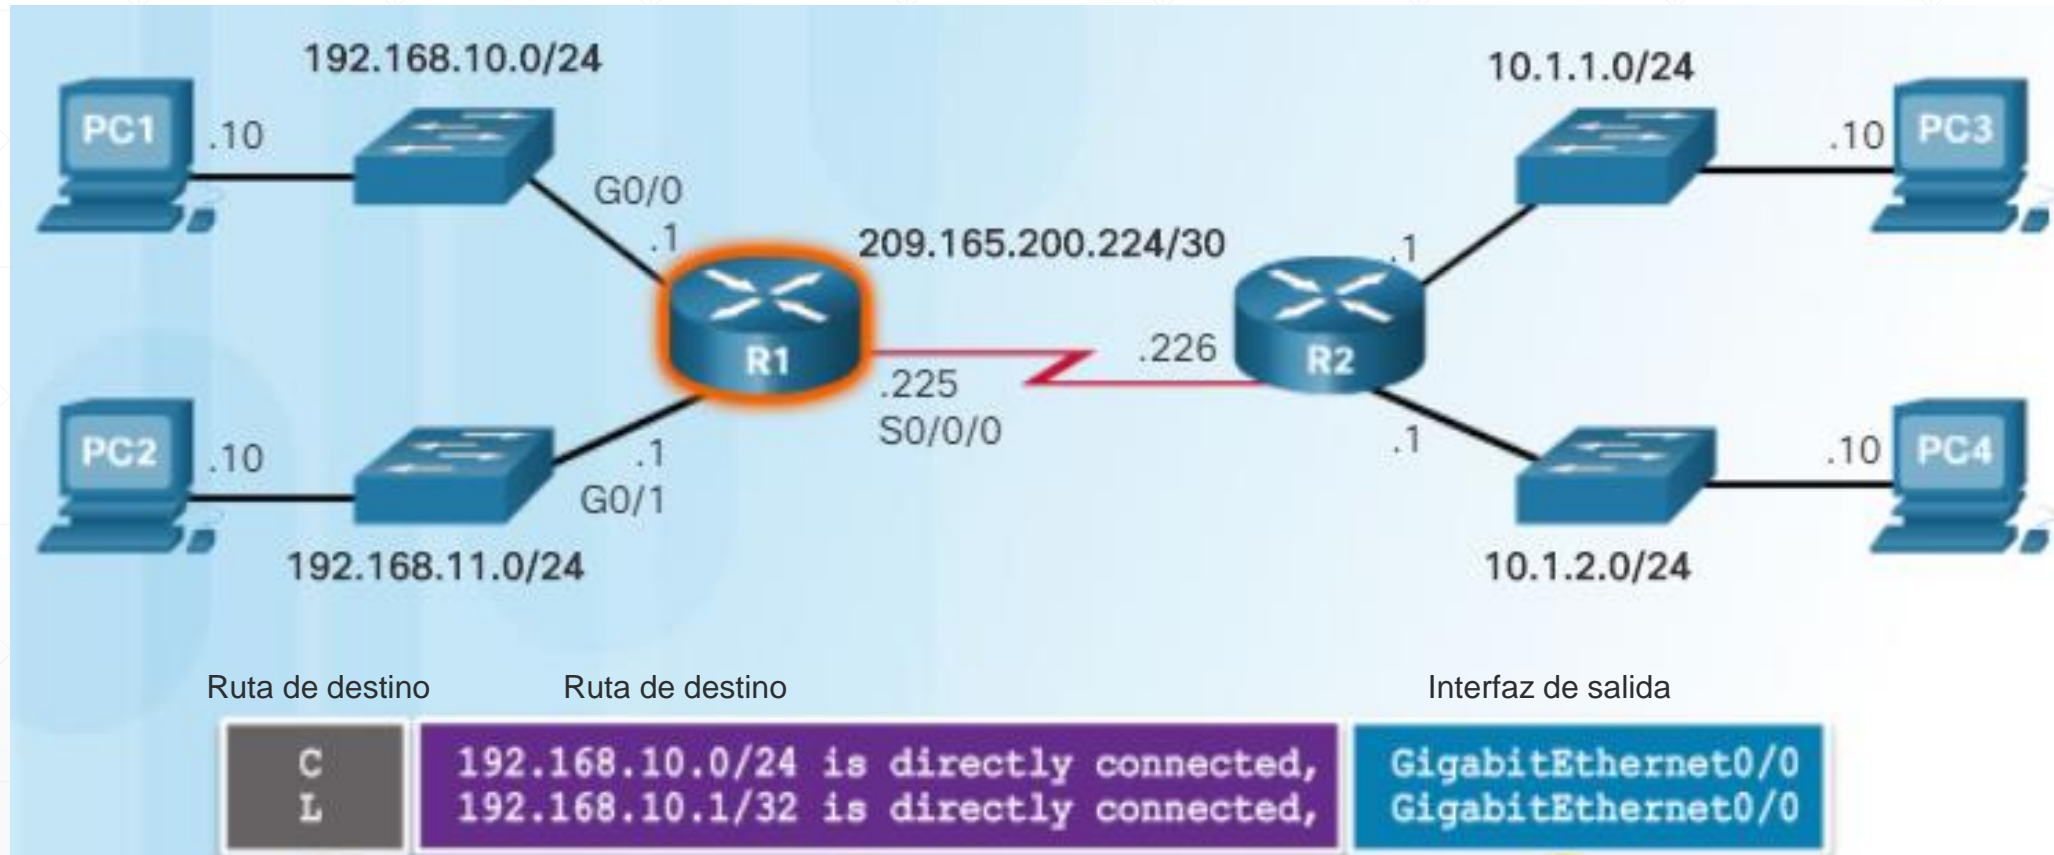 192.168.10.0/24
10.1.1.0/24
PC1
.10
.10
PC3
G0/0
.1
209.165.200.224/30
.1
R1
.225
S0/0/0
.226
R2
PC2
.10
.1
G0/1
.1
.10
PC4
192.168.11.0/24
10.1.2.0/24
Ruta de destino
Ruta de destino
Interfaz de salida
C 192.168.10.0/24 is directly connected, GigabitEthernet0/0
L 192.168.10.1/32 is directly connected, GigabitEthernet0/0